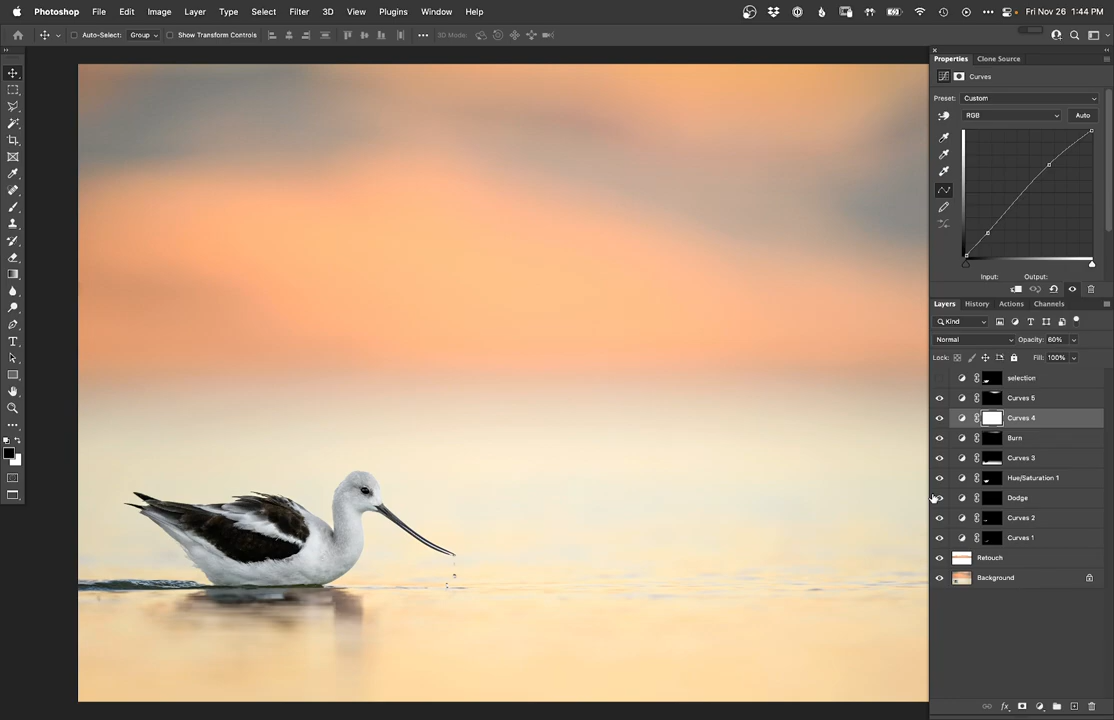 Photoshop File Edit Image Layer Type Select Filter 3D View Plugins Window Help Fri Nov 26 1:44 PM
Auto-Select: Group Show Transform Controls 3D Mode:
Properties Clone Source
Curves
Preset: Custom
RGB Auto
Input: Output:
Layers History Actions Channels
Kind
Normal Opacity: 60%
Lock: Fill: 100%
selection
Curves 5
Curves 4
Burn
Curves 3
Hue/Saturation 1
Dodge
Curves 2
Curves 1
Retouch
Background
fx